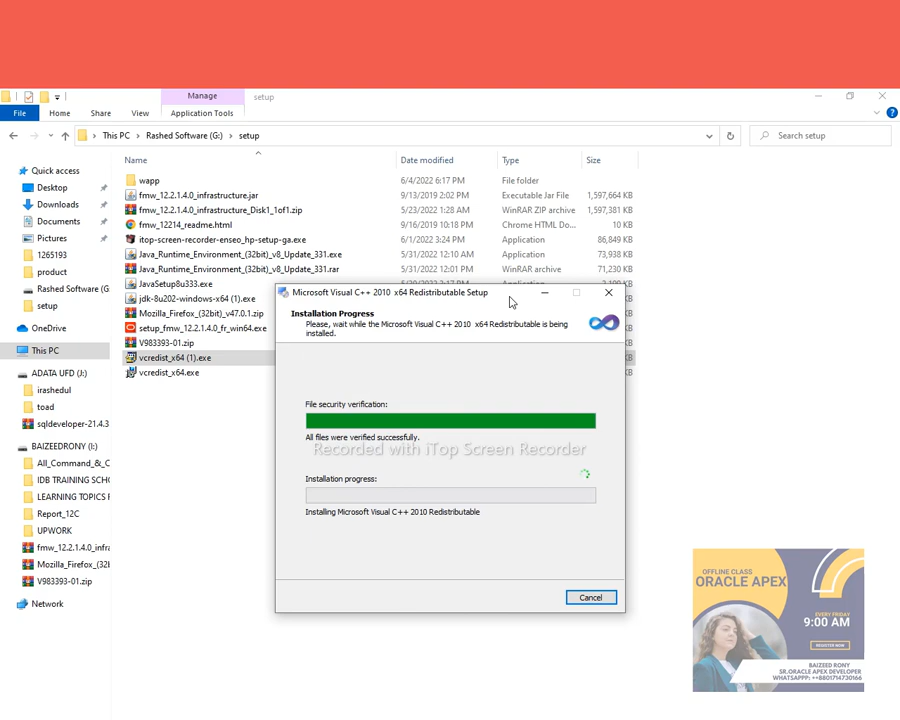 Manage
setup
File
Home
Share
View
Application Tools
This PC
Rashed Software (G:)
setup
Search setup
Name
Date modified
Type
Size
Quick access
Desktop
Downloads
Documents
Pictures
1265193
product
Rashed Software (G:
setup
OneDrive
This PC
ADATA UFD (J:)
irashedul
toad
sqldeveloper-21.4.3
BAIZEEDRONY (I:)
All_Command_&_C
IDB TRAINING SCH
LEARNING TOPICS F
Report_12C
UPWORK
fmw_12.2.1.4.0_infra
Mozilla_Firefox_(32b
V983393-01.zip
Network
wapp 6/4/2022 6:17 PM File folder
fmw_12.2.1.4.0_infrastructure.jar 9/13/2019 2:02 PM Executable Jar File 1,597,664 KB
fmw_12.2.1.4.0_infrastructure_Disk1_1of1.zip 5/23/2022 1:28 AM WinRAR ZIP archive 1,597,381 KB
fmw_12214_readme.html 9/16/2019 10:18 PM Chrome HTML Do... 10 KB
itop-screen-recorder-enseo_hp-setup-ga.exe 6/1/2022 3:24 PM Application 86,849 KB
Java_Runtime_Environment_(32bit)_v8_Update_331.exe 5/31/2022 12:10 AM Application 73,938 KB
Java_Runtime_Environment_(32bit)_v8_Update_331.rar 5/31/2022 12:01 PM WinRAR archive 71,230 KB
JavaSetup8u333.exe
jdk-8u202-windows-x64 (1).exe
Mozilla_Firefox_(32bit)_v47.0.1.zip
setup_fmw_12.2.1.4.0_fr_win64.exe
V983393-01.zip
vcredist_x64 (1).exe
vcredist_x64.exe
Microsoft Visual C++ 2010 x64 Redistributable Setup
Installation Progress
Please, wait while the Microsoft Visual C++ 2010 x64 Redistributable is being
installed.
File security verification:
All files were verified successfully.
Recorded with iTop Screen Recorder
Installation progress:
Installing Microsoft Visual C++ 2010 Redistributable
Cancel
OFFLINE CLASS
ORACLE APEX
EVERY FRIDAY
9:00 AM
REGISTER NOW
BAIZEED RONY
SR.ORACLE APEX DEVELOPER
WHATSAPPP: ++8801714730166